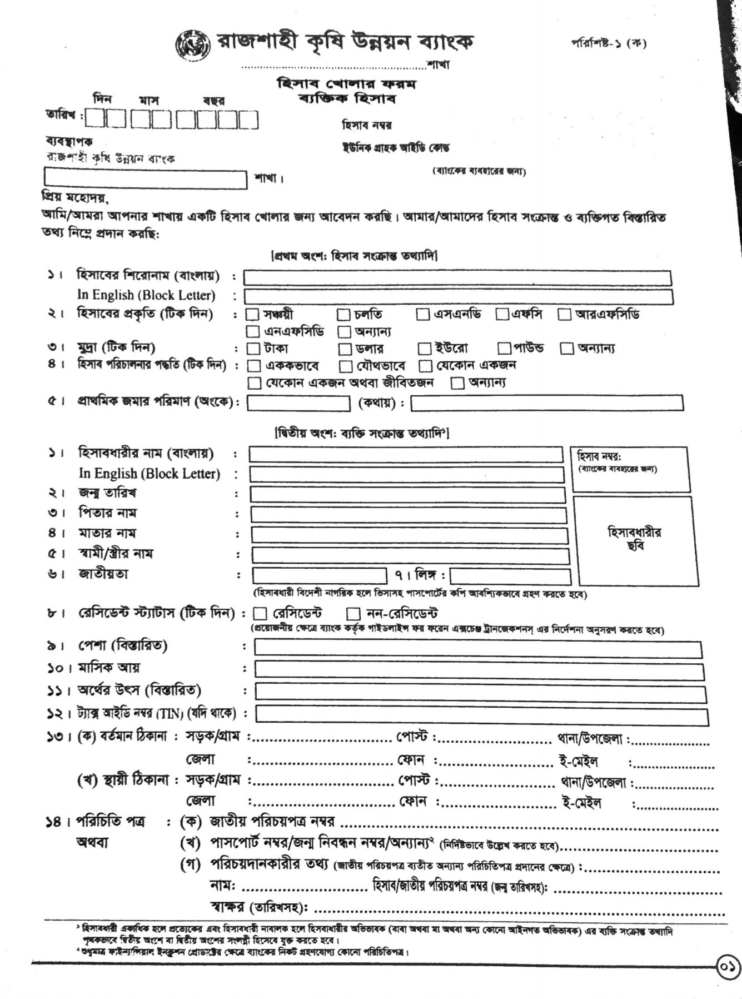 রাজশাহী কৃষি উন্নয়ন ব্যাংক
পরিশিষ্ট-১ (ক)
....................................................শাখা
হিসাব খোলার ফরম
ব্যক্তিক হিসাব
দিন মাস বছর
তারিখ :
হিসাব নম্বর
ব্যবস্থাপক
ইউনিক গ্রাহক আইডি কোড
রাজশাহী কৃষি উন্নয়ন ব্যাংক
(ব্যাংকের ব্যবহারের জন্য)
শাখা।
প্রিয় মহোদয়,
আমি/আমরা আপনার শাখায় একটি হিসাব খোলার জন্য আবেদন করছি। আমার/আমাদের হিসাব সংক্রান্ত ও ব্যক্তিগত বিস্তারিত
তথ্য নিম্নে প্রদান করছি:
[প্রথম অংশ: হিসাব সংক্রান্ত তথ্যাদি]
১। হিসাবের শিরোনাম (বাংলায়) :
In English (Block Letter) :
২। হিসাবের প্রকৃতি (টিক দিন) : সঞ্চয়ী চলতি এসএনডি এফসি আরএফসিডি
এনএফসিডি অন্যান্য
৩। মুদ্রা (টিক দিন) : টাকা ডলার ইউরো পাউন্ড অন্যান্য
৪। হিসাব পরিচালনার পদ্ধতি (টিক দিন) : এককভাবে যৌথভাবে যেকোন একজন
যেকোন একজন অথবা জীবিতজন অন্যান্য
৫। প্রাথমিক জমার পরিমাণ (অংকে) : (কথায়) :
[দ্বিতীয় অংশ: ব্যক্তি সংক্রান্ত তথ্যাদি১]
১। হিসাবধারীর নাম (বাংলায়) :
হিসাব নম্বর:
(ব্যাংকের ব্যবহারের জন্য)
In English (Block Letter) :
২। জন্ম তারিখ :
৩। পিতার নাম :
৪। মাতার নাম :
হিসাবধারীর
ছবি
৫। স্বামী/স্ত্রীর নাম :
৬। জাতীয়তা : ৭। লিঙ্গ :
(হিসাবধারী বিদেশী নাগরিক হলে ভিসাসহ পাসপোর্টের কপি আবশ্যিকভাবে গ্রহণ করতে হবে)
৮। রেসিডেন্ট স্ট্যাটাস (টিক দিন) : রেসিডেন্ট নন-রেসিডেন্ট
(প্রয়োজনীয় ক্ষেত্রে ব্যাংক কর্তৃক গাইডলাইন্স ফর ফরেন এক্সচেঞ্জ ট্রানজেকশনস্ এর নির্দেশনা অনুসরণ করতে হবে)
৯। পেশা (বিস্তারিত) :
১০। মাসিক আয় :
১১। অর্থের উৎস (বিস্তারিত) :
১২। ট্যাক্স আইডি নম্বর (TIN) (যদি থাকে) :
১৩। (ক) বর্তমান ঠিকানা : সড়ক/গ্রাম :.................................. পোস্ট :............................ থানা/উপজেলা :...................
জেলা :.................................. ফোন :............................ ই-মেইল :....................
(খ) স্থায়ী ঠিকানা : সড়ক/গ্রাম :.................................. পোস্ট :............................ থানা/উপজেলা :...................
জেলা :.................................. ফোন :............................ ই-মেইল :....................
১৪। পরিচিতি পত্র : (ক) জাতীয় পরিচয়পত্র নম্বর ..........................................................................
অথবা (খ) পাসপোর্ট নম্বর/জন্ম নিবন্ধন নম্বর/অন্যান্য২ (নির্দিষ্টভাবে উল্লেখ করতে হবে)......................................
(গ) পরিচয়দানকারীর তথ্য (জাতীয় পরিচয়পত্র ব্যতীত অন্যান্য পরিচিতিপত্র প্রদানের ক্ষেত্রে) :..................................
নাম: ............................... হিসাব/জাতীয় পরিচয়পত্র নম্বর (জন্ম তারিখসহ): .........................................
স্বাক্ষর (তারিখসহ): ..................................................................................................
১ হিসাবধারী একাধিক হলে প্রত্যেকের এবং হিসাবধারী নাবালক হলে হিসাবধারীর অভিভাবক (বাবা অথবা মা অথবা অন্য কোনো আইনগত অভিভাবক) এর ব্যক্তি সংক্রান্ত তথ্যাদি
পৃথকভাবে দ্বিতীয় অংশে বা দ্বিতীয় অংশের সংলগ্নী হিসেবে যুক্ত করতে হবে।
২ শুধুমাত্র ফাইন্যান্সিয়াল ইনক্লুশন প্রোডাক্টের ক্ষেত্রে ব্যাংকের নিকট গ্রহণযোগ্য কোনো পরিচিতিপত্র।
০১